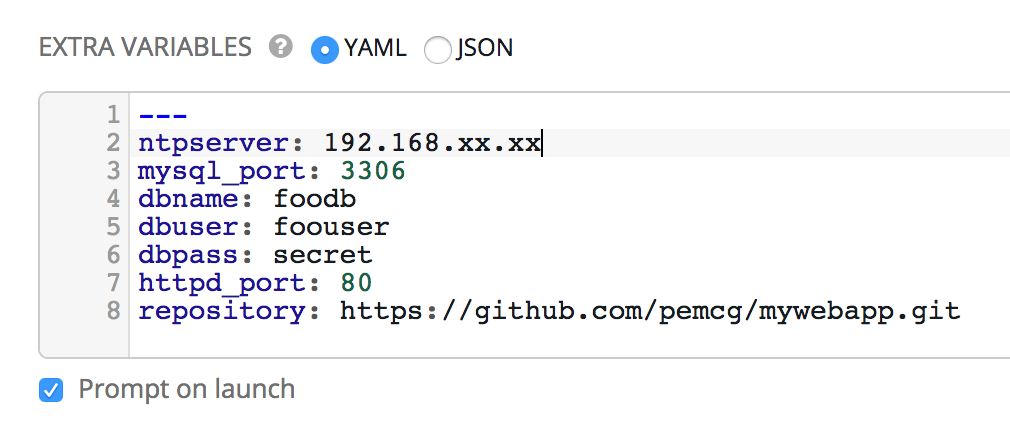 EXTRA VARIABLES ? YAML JSON
1 ---
2 ntpserver: 192.168.xx.xx
3 mysql_port: 3306
4 dbname: foodb
5 dbuser: foouser
6 dbpass: secret
7 httpd_port: 80
8 repository: https://github.com/pemcg/mywebapp.git
Prompt on launch